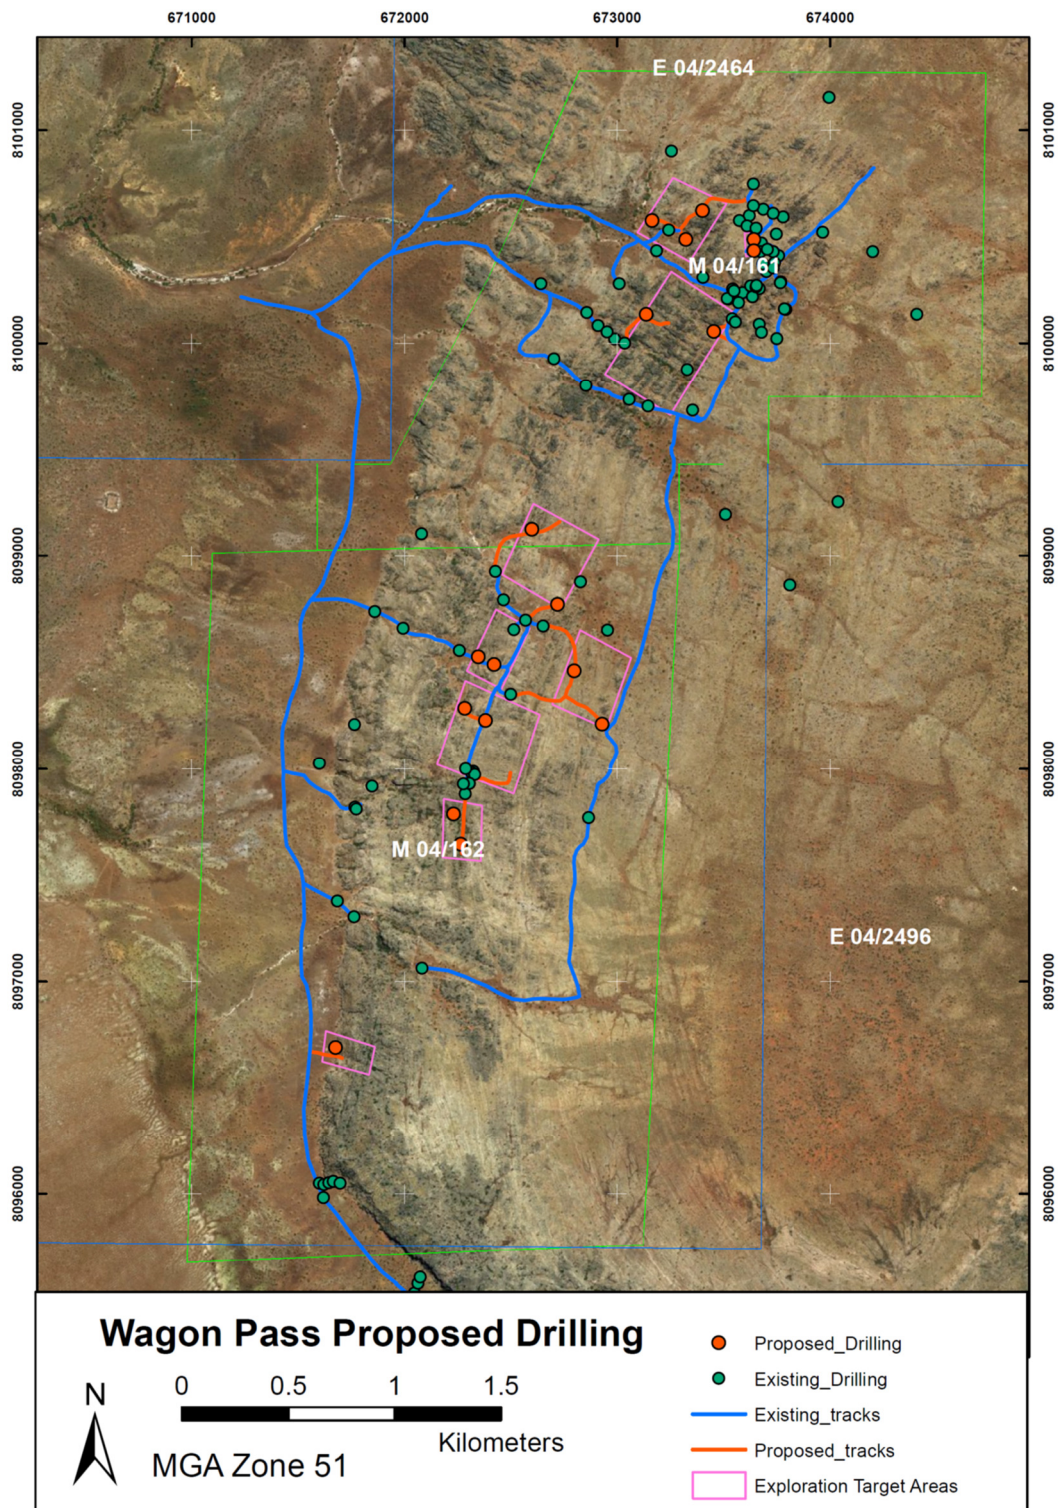 671000 672000 673000 674000
E 04/2464
8101000 8101000
M 04/161
8100000 8100000
8099000 8099000
8098000 8098000
M 04/162
E 04/2496
8097000 8097000
8096000 8096000
Wagon Pass Proposed Drilling
N
0 0.5 1 1.5
Kilometers
MGA Zone 51
Proposed_Drilling
Existing_Drilling
Existing_tracks
Proposed_tracks
Exploration Target Areas